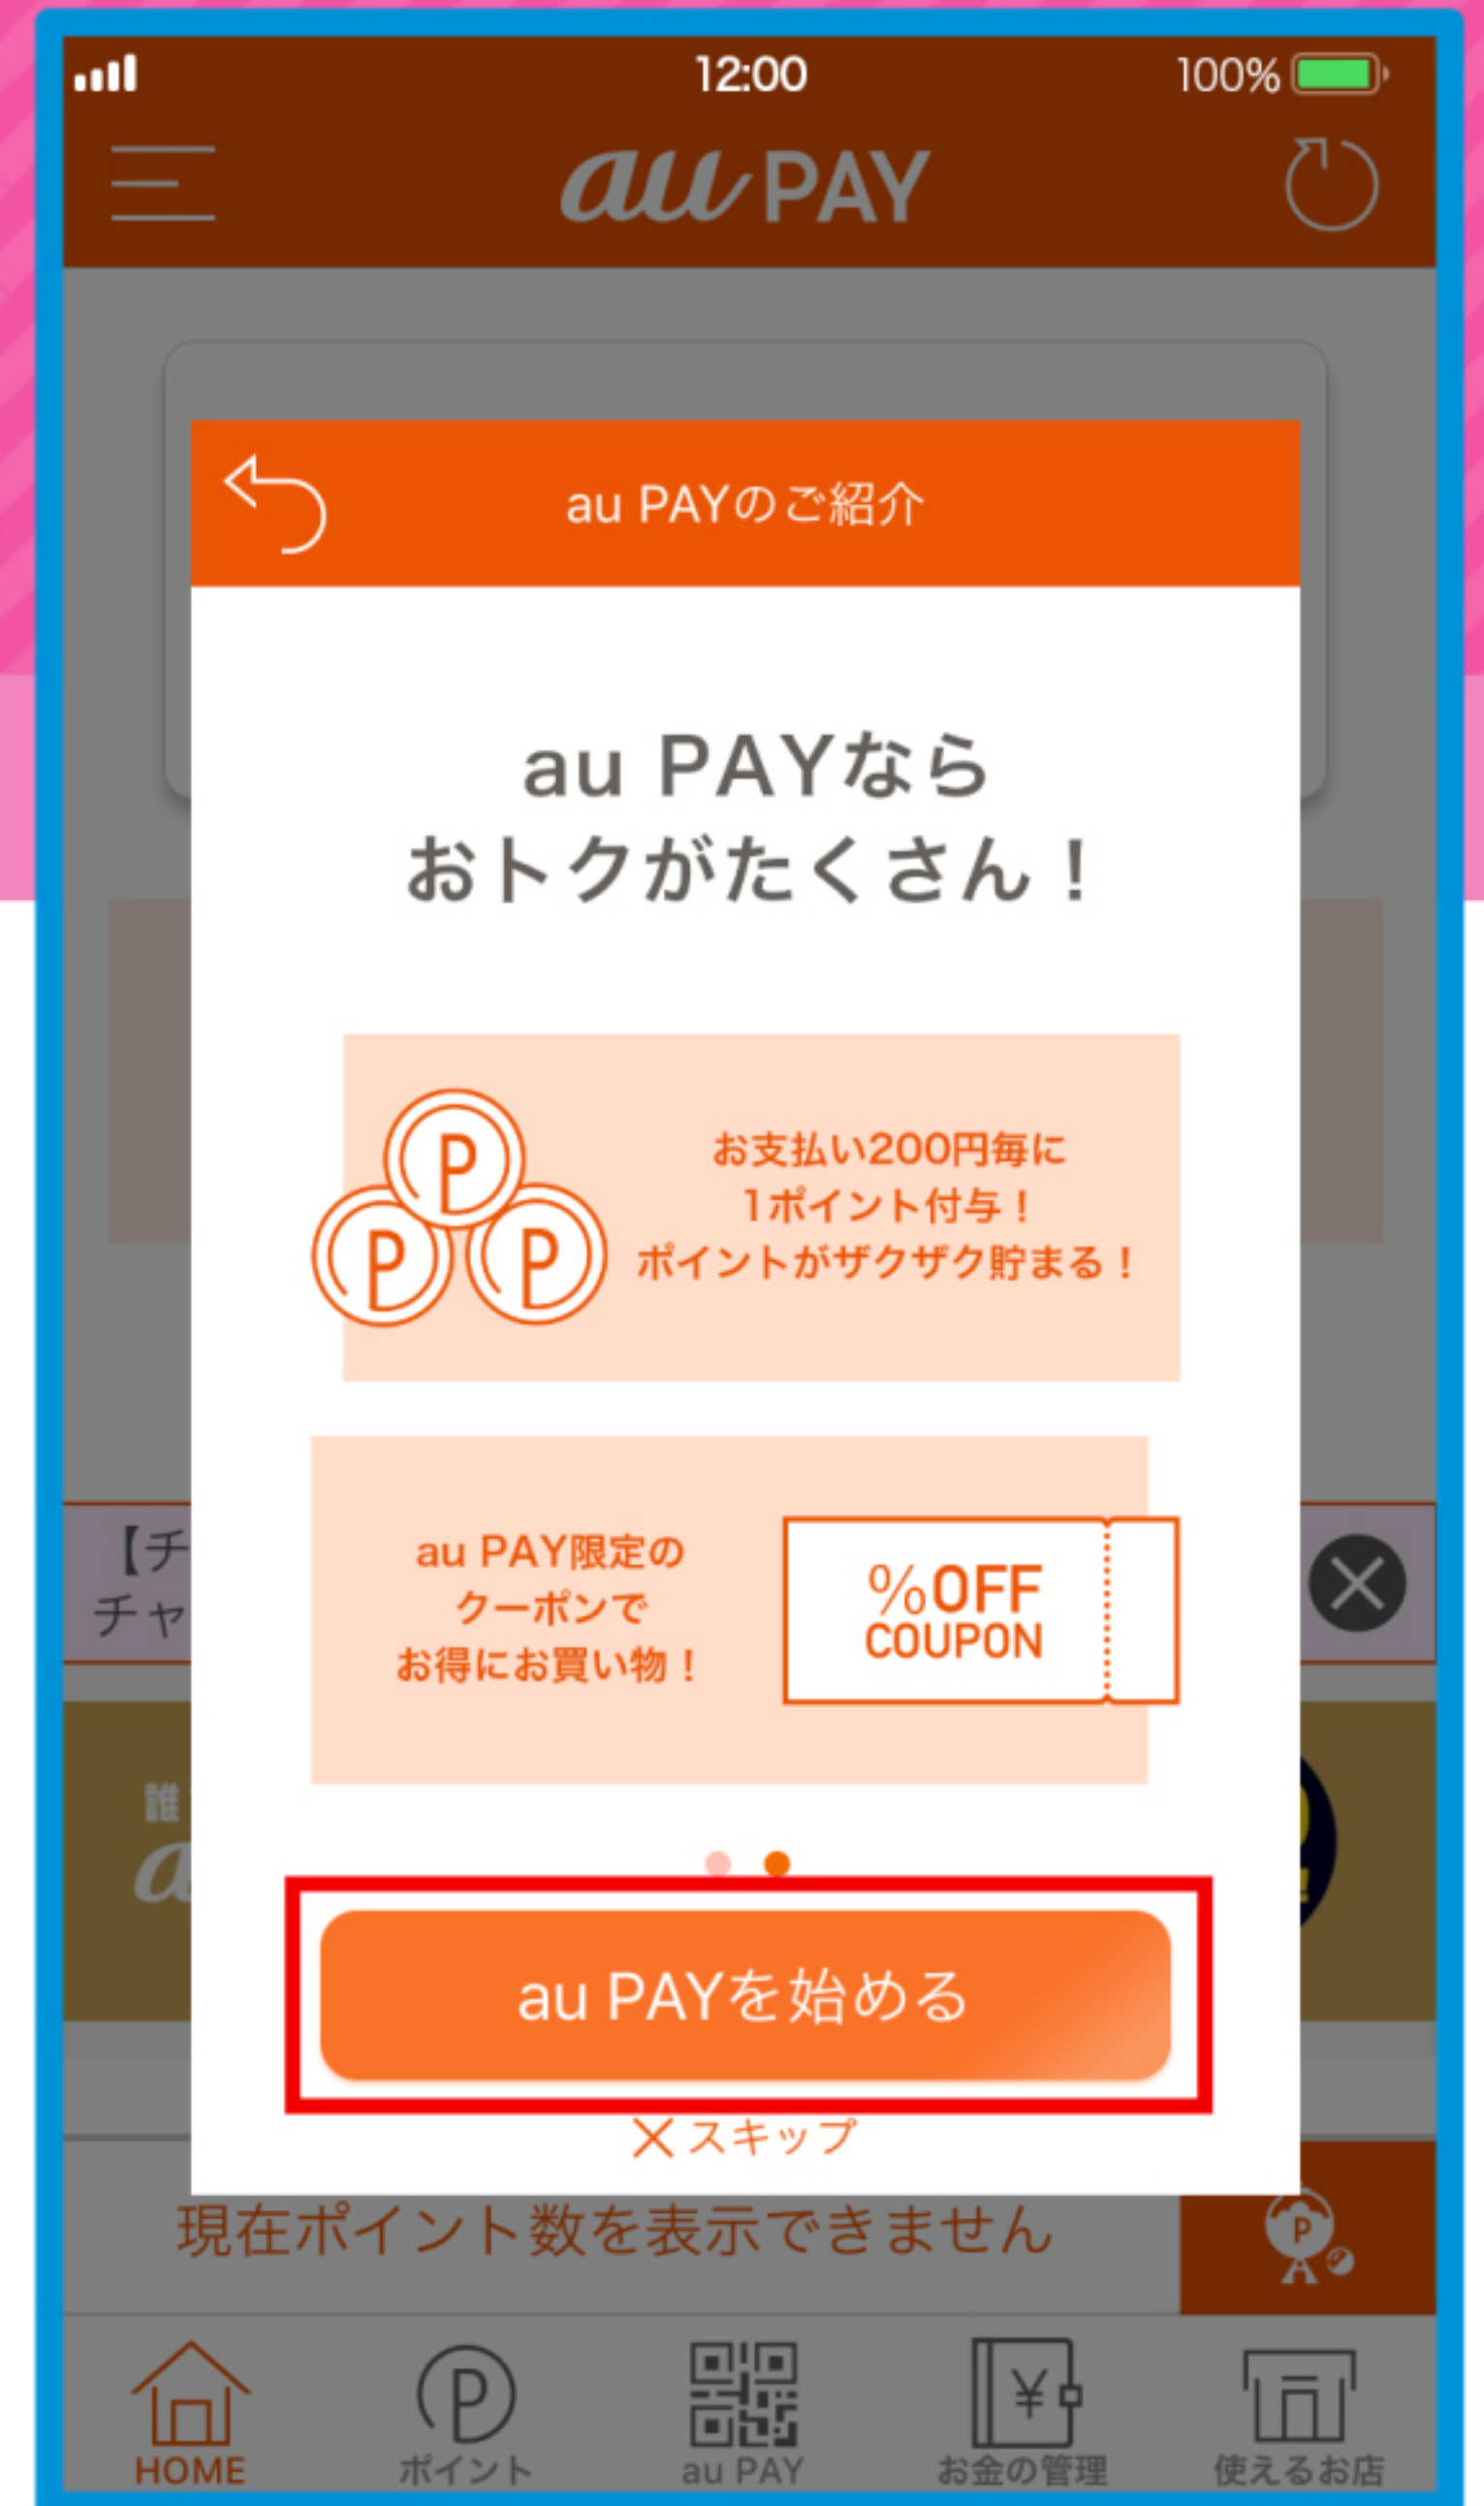 12:00
100%
au PAY
au PAYのご紹介
au PAYなら
おトクがたくさん！
P
P
P
お支払い200円毎に
1ポイント付与！
ポイントがザクザク貯まる！
au PAY限定の
クーポンで
お得にお買い物！
%OFF
COUPON
【チ
チャ
誰
au PAYを始める
×スキップ
現在ポイント数を表示できません
P
P
¥
HOME
ポイント
au PAY
お金の管理
使えるお店